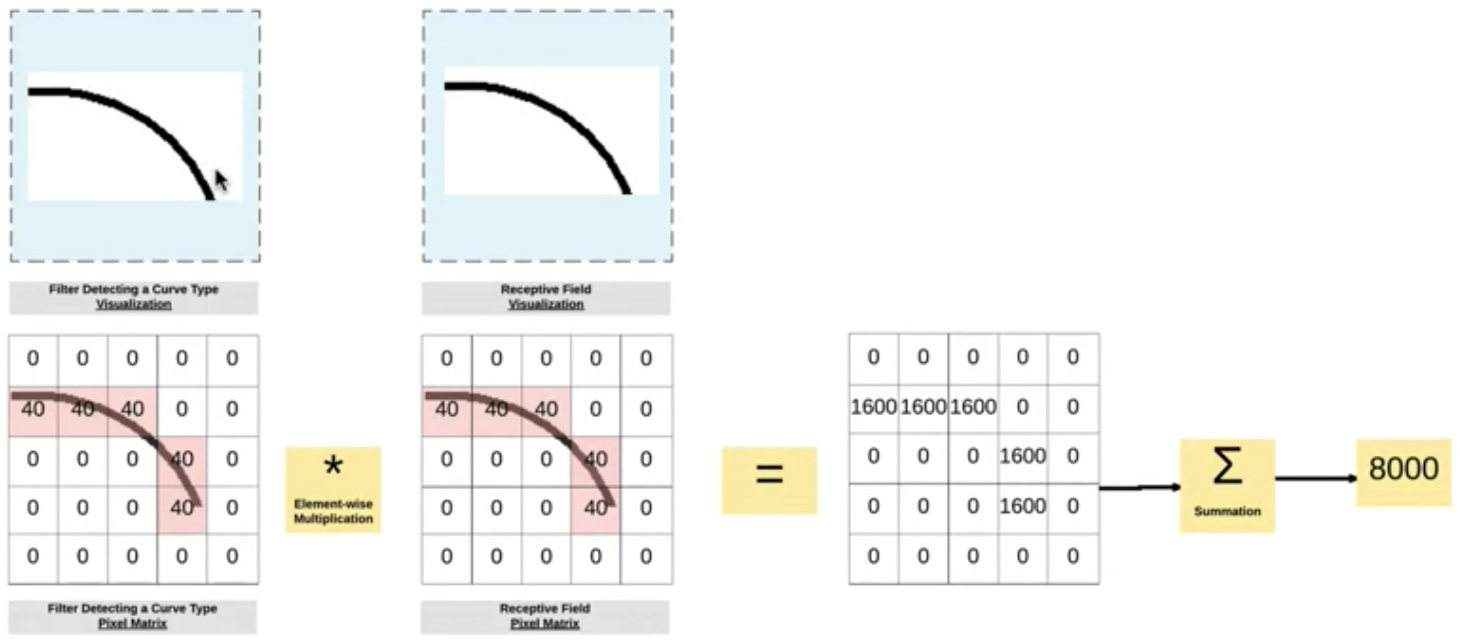 Filter Detecting a Curve Type
Visualization
Receptive Field
Visualization
0 0 0 0 0
40 40 40 0 0
0 0 0 40 0
0 0 0 40 0
0 0 0 0 0
*
Element-wise
Multiplication
0 0 0 0 0
40 40 40 0 0
0 0 0 40 0
0 0 0 40 0
0 0 0 0 0
=
0 0 0 0 0
1600 1600 1600 0 0
0 0 0 1600 0
0 0 0 1600 0
0 0 0 0 0
Σ
Summation
8000
Filter Detecting a Curve Type
Pixel Matrix
Receptive Field
Pixel Matrix